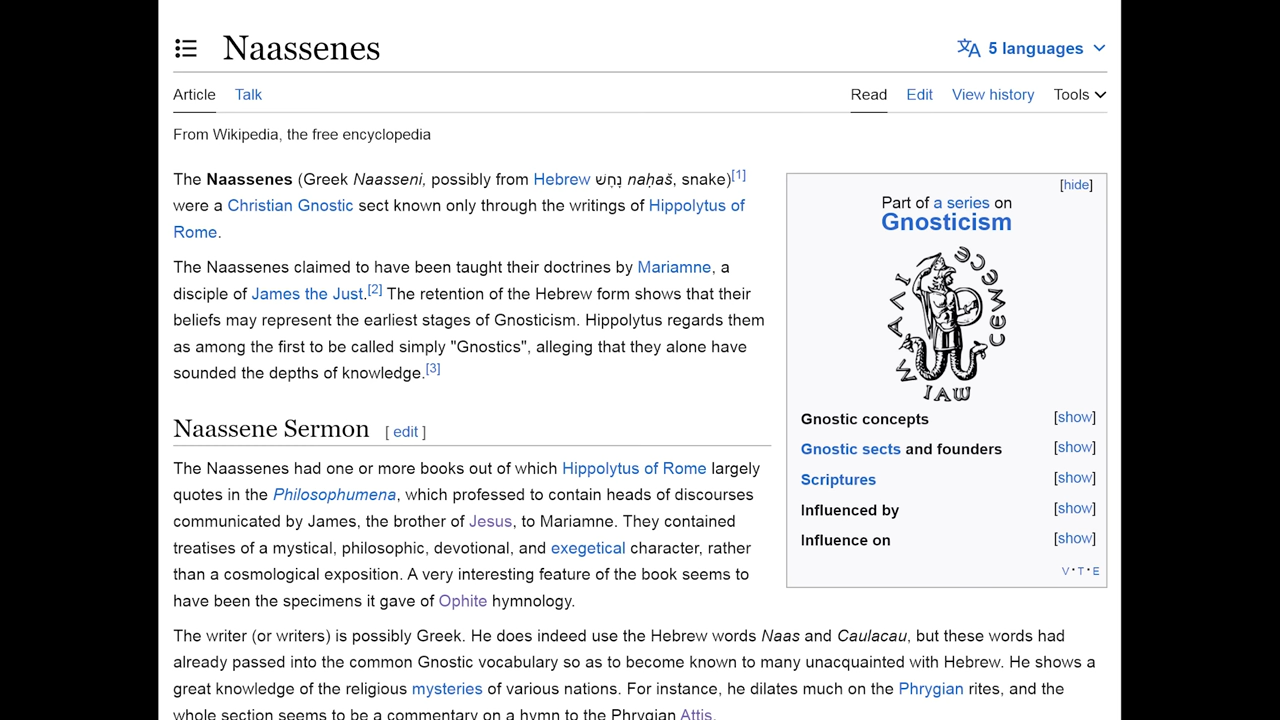 Naassenes
5 languages
Article Talk Read Edit View history Tools
From Wikipedia, the free encyclopedia
The Naassenes (Greek Naasseni, possibly from Hebrew נָחָשׁ naḥaš, snake)[1]
were a Christian Gnostic sect known only through the writings of Hippolytus of
Rome.
The Naassenes claimed to have been taught their doctrines by Mariamne, a
disciple of James the Just.[2] The retention of the Hebrew form shows that their
beliefs may represent the earliest stages of Gnosticism. Hippolytus regards them
as among the first to be called simply "Gnostics", alleging that they alone have
sounded the depths of knowledge.[3]
Naassene Sermon [ edit ]
The Naassenes had one or more books out of which Hippolytus of Rome largely
quotes in the Philosophumena, which professed to contain heads of discourses
communicated by James, the brother of Jesus, to Mariamne. They contained
treatises of a mystical, philosophic, devotional, and exegetical character, rather
than a cosmological exposition. A very interesting feature of the book seems to
have been the specimens it gave of Ophite hymnology.
The writer (or writers) is possibly Greek. He does indeed use the Hebrew words Naas and Caulacau, but these words had
already passed into the common Gnostic vocabulary so as to become known to many unacquainted with Hebrew. He shows a
great knowledge of the religious mysteries of various nations. For instance, he dilates much on the Phrygian rites, and the
whole section seems to be a commentary on a hymn to the Phrygian Attis.
[hide]
Part of a series on
Gnosticism
ΙΑW
Gnostic concepts [show]
Gnostic sects and founders [show]
Scriptures [show]
Influenced by [show]
Influence on [show]
V·T·E